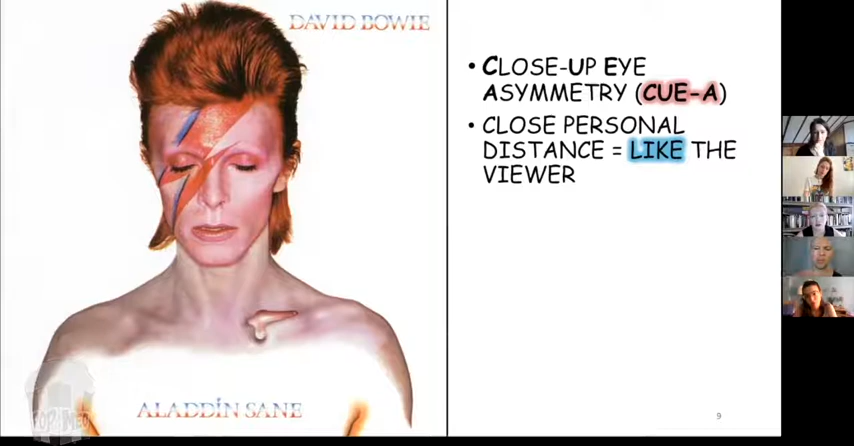 DAVID BOWIE
ALADDIN SANE
• CLOSE-UP EYE
ASYMMETRY (CUE-A)
• CLOSE PERSONAL
DISTANCE = LIKE THE
VIEWER
9